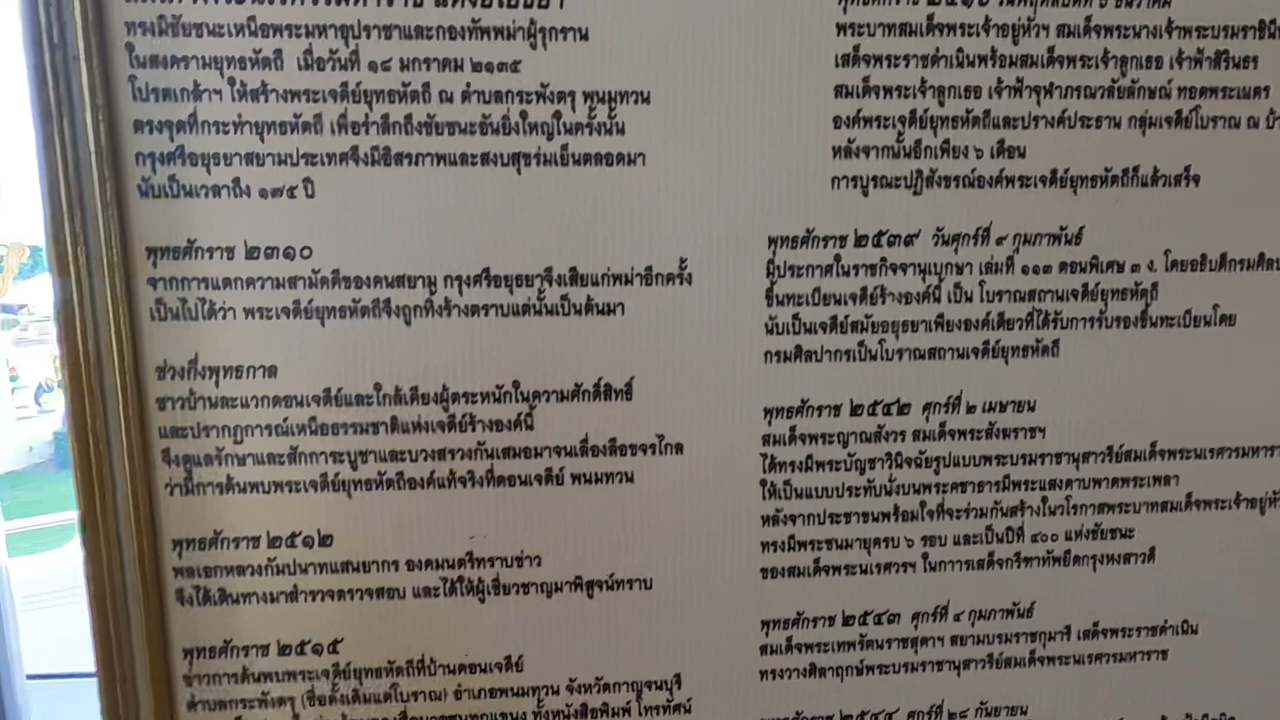 ทรงมีชัยชนะเหนือพระมหาอุปราชาและกองทัพพม่าผู้รุกราน
ในสงครามยุทธหัตถี เมื่อวันที่ ๑๘ มกราคม ๒๑๓๕
โปรดเกล้าฯ ให้สร้างพระเจดีย์ยุทธหัตถี ณ ตำบลกระพังตรุ พนมทวน
ตรงจุดที่กระทำยุทธหัตถี เพื่อรำลึกถึงชัยชนะอันยิ่งใหญ่ในครั้งนั้น
กรุงศรีอยุธยาสยามประเทศจึงมีอิสรภาพและสงบสุขร่มเย็นตลอดมา
นับเป็นเวลาถึง ๑๗๕ ปี
พุทธศักราช ๒๓๑๐
จากการแตกความสามัคคีของคนสยาม กรุงศรีอยุธยาจึงเสียแก่พม่าอีกครั้ง
เป็นไปได้ว่า พระเจดีย์ยุทธหัตถีจึงถูกทิ้งร้างตราบแต่นั้นเป็นต้นมา
ช่วงกึ่งพุทธกาล
ชาวบ้านละแวกดอนเจดีย์และใกล้เคียงผู้ตระหนักในความศักดิ์สิทธิ์
และปรากฏการณ์เหนือธรรมชาติแห่งเจดีย์ร้างองค์นี้
จึงดูแลรักษาและสักการะบูชาและบวงสรวงกันเสมอมาจนเลื่องลือขจรไกล
ว่ามีการค้นพบพระเจดีย์ยุทธหัตถีองค์แท้จริงที่ดอนเจดีย์ พนมทวน
พุทธศักราช ๒๕๑๒
พลเอกหลวงกัมปนาทแสนยากร องคมนตรีทราบข่าว
จึงได้เดินทางมาสำรวจตรวจสอบ และได้ให้ผู้เชี่ยวชาญมาพิสูจน์ทราบ
พุทธศักราช ๒๕๑๕
ข่าวการค้นพบพระเจดีย์ยุทธหัตถีที่บ้านดอนเจดีย์
ตำบลกระพังตรุ (ชื่อดั้งเดิมแต่โบราณ) อำเภอพนมทวน จังหวัดกาญจนบุรี
ทั้งหนังสือพิมพ์ โทรทัศน์
พระบาทสมเด็จพระเจ้าอยู่หัวฯ สมเด็จพระนางเจ้าพระบรมราชินี
เสด็จพระราชดำเนินพร้อมสมเด็จพระเจ้าลูกเธอ เจ้าฟ้าสิรินธร
สมเด็จพระเจ้าลูกเธอ เจ้าฟ้าจุฬาภรณวลัยลักษณ์ ทอดพระเนตร
องค์พระเจดีย์ยุทธหัตถีและปรางค์ประธาน กลุ่มเจดีย์โบราณ ณ
หลังจากนั้นอีกเพียง ๖ เดือน
การบูรณะปฏิสังขรณ์องค์พระเจดีย์ยุทธหัตถีก็แล้วเสร็จ
พุทธศักราช ๒๕๓๙ วันศุกร์ที่ ๙ กุมภาพันธ์
ผู้ประกาศในราชกิจจานุเบกษา เล่มที่ ๑๑๓ ตอนพิเศษ ๓ ง. โดยอธิบดีกรมศิลป
ขึ้นทะเบียนเจดีย์ร้างองค์นี้ เป็น โบราณสถานเจดีย์ยุทธหัตถี
นับเป็นเจดีย์สมัยอยุธยาเพียงองค์เดียวที่ได้รับการรับรองขึ้นทะเบียนโดย
กรมศิลปากรเป็นโบราณสถานเจดีย์ยุทธหัตถี
พุทธศักราช ๒๕๔๒ ศุกร์ที่ ๒ เมษายน
สมเด็จพระญาณสังวร สมเด็จพระสังฆราชฯ
ได้ทรงมีพระบัญชาวินิจฉัยรูปแบบพระบรมราชานุสาวรีย์สมเด็จพระนเรศวรมหารา
ให้เป็นแบบประทับนั่งบนพระคชาธารมีพระแสงดาบพาดพระเพลา
หลังจากประชาชนพร้อมใจที่จะร่วมกันสร้างในวโรกาสพระบาทสมเด็จพระเจ้าอยู่หัว
ทรงมีพระชนมายุครบ ๖ รอบ และเป็นปีที่ ๔๐๐ แห่งชัยชนะ
ของสมเด็จพระนเรศวรฯ ในการเสด็จกรีฑาทัพยึดกรุงหงสาวดี
พุทธศักราช ๒๕๔๓ ศุกร์ที่ ๔ กุมภาพันธ์
สมเด็จพระเทพรัตนราชสุดาฯ สยามบรมราชกุมารี เสด็จพระราชดำเนิน
ทรงวางศิลาฤกษ์พระบรมราชานุสาวรีย์สมเด็จพระนเรศวรมหาราช
พุทธศักราช ๒๕๔๔ ศุกร์ที่ ๒๘ กันยายน